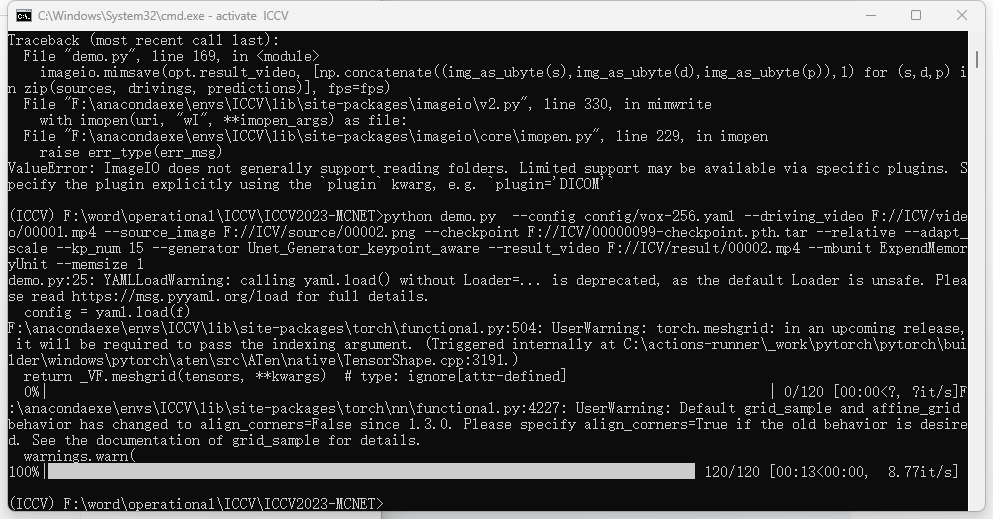 C:\Windows\System32\cmd.exe - activate ICCV
Traceback (most recent call last):
  File "demo.py", line 169, in <module>
    imageio.mimsave(opt.result_video, [np.concatenate((img_as_ubyte(s),img_as_ubyte(d),img_as_ubyte(p)),1) for (s,d,p) i
n zip(sources, drivings, predictions)], fps=fps)
  File "F:\anacondaexe\envs\ICCV\lib\site-packages\imageio\v2.py", line 330, in mimwrite
    with imopen(uri, "wI", **imopen_args) as file:
  File "F:\anacondaexe\envs\ICCV\lib\site-packages\imageio\core\imopen.py", line 229, in imopen
    raise err_type(err_msg)
ValueError: ImageIO does not generally support reading folders. Limited support may be available via specific plugins. S
pecify the plugin explicitly using the `plugin` kwarg, e.g. `plugin='DICOM'`
(ICCV) F:\word\operational\ICCV\ICCV2023-MCNET>python demo.py  --config config/vox-256.yaml --driving_video F://ICV/vide
o/00001.mp4 --source_image F://ICV/source/00002.png --checkpoint F://ICV/00000099-checkpoint.pth.tar --relative --adapt_
scale --kp_num 15 --generator Unet_Generator_keypoint_aware --result_video F://ICV/result/00002.mp4 --mbunit ExpendMemor
yUnit --memsize 1
demo.py:25: YAMLLoadWarning: calling yaml.load() without Loader=... is deprecated, as the default Loader is unsafe. Plea
se read https://msg.pyyaml.org/load for full details.
  config = yaml.load(f)
F:\anacondaexe\envs\ICCV\lib\site-packages\torch\functional.py:504: UserWarning: torch.meshgrid: in an upcoming release,
 it will be required to pass the indexing argument. (Triggered internally at C:\actions-runner\_work\pytorch\pytorch\bui
lder\windows\pytorch\aten\src\ATen\native\TensorShape.cpp:3191.)
  return _VF.meshgrid(tensors, **kwargs)  # type: ignore[attr-defined]
  0%|                                                                                           | 0/120 [00:00<?, ?it/s]F
:\anacondaexe\envs\ICCV\lib\site-packages\torch\nn\functional.py:4227: UserWarning: Default grid_sample and affine_grid
behavior has changed to align_corners=False since 1.3.0. Please specify align_corners=True if the old behavior is desire
d. See the documentation of grid_sample for details.
  warnings.warn(
100%| 120/120 [00:13<00:00,  8.77it/s]
(ICCV) F:\word\operational\ICCV\ICCV2023-MCNET>